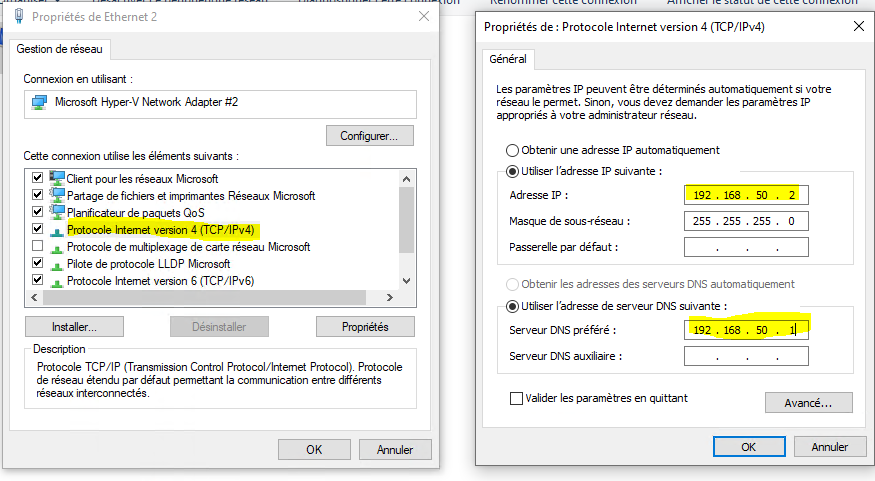 Propriétés de Ethernet 2
Gestion de réseau
Connexion en utilisant :
Microsoft Hyper-V Network Adapter #2
Configurer...
Cette connexion utilise les éléments suivants :
Client pour les réseaux Microsoft
Partage de fichiers et imprimantes Réseaux Microsoft
Planificateur de paquets QoS
Protocole Internet version 4 (TCP/IPv4)
Protocole de multiplexage de carte réseau Microsoft
Pilote de protocole LLDP Microsoft
Protocole Internet version 6 (TCP/IPv6)
Installer...
Désinstaller
Propriétés
Description
Protocole TCP/IP (Transmission Control Protocol/Internet Protocol). Protocole
de réseau étendu par défaut permettant la communication entre différents
réseaux interconnectés.
OK
Annuler
Propriétés de : Protocole Internet version 4 (TCP/IPv4)
Général
Les paramètres IP peuvent être déterminés automatiquement si votre
réseau le permet. Sinon, vous devez demander les paramètres IP
appropriés à votre administrateur réseau.
Obtenir une adresse IP automatiquement
Utiliser l'adresse IP suivante :
Adresse IP : 192 . 168 . 50 . 2
Masque de sous-réseau : 255 . 255 . 255 . 0
Passerelle par défaut : . . .
Obtenir les adresses des serveurs DNS automatiquement
Utiliser l'adresse de serveur DNS suivante :
Serveur DNS préféré : 192 . 168 . 50 . 1
Serveur DNS auxiliaire : . . .
Valider les paramètres en quittant
Avancé...
OK
Annuler